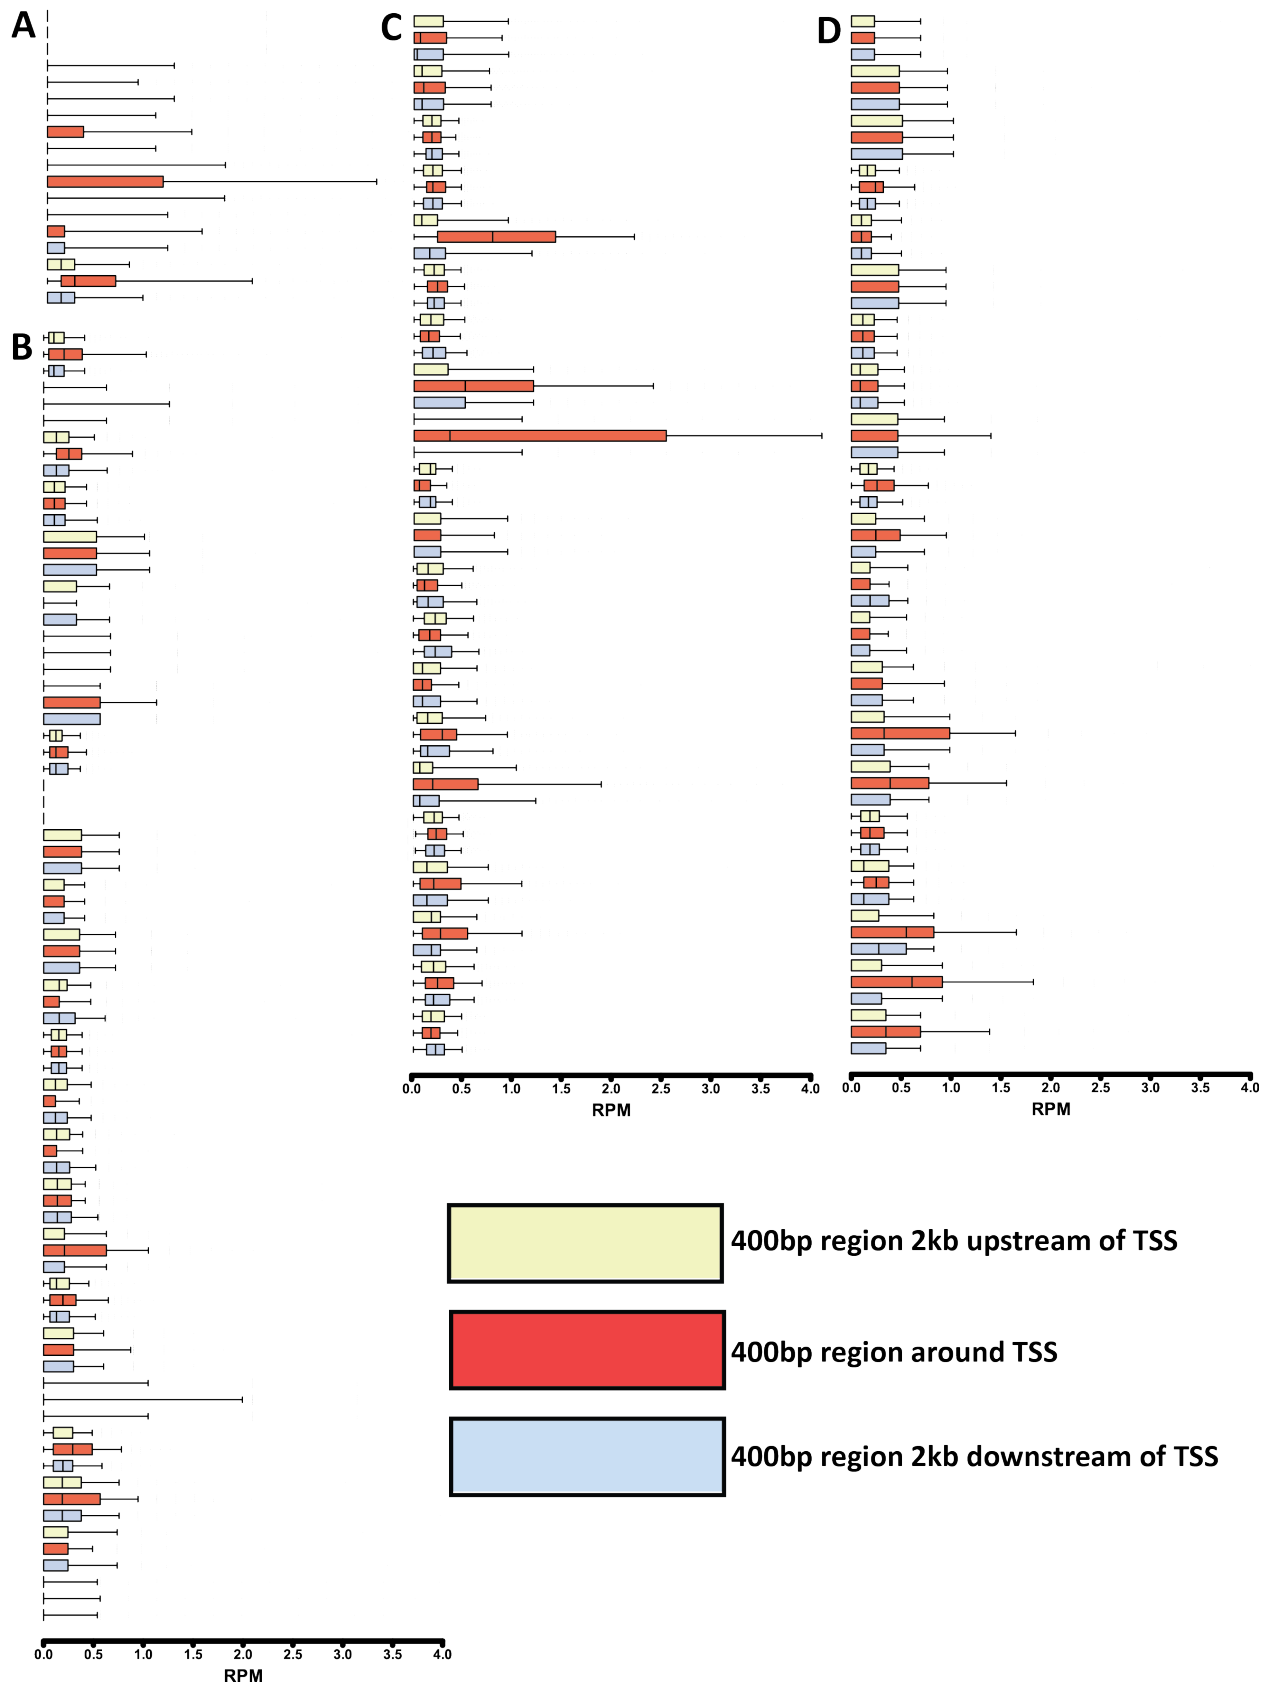 A
B
C
D
0.0 0.5 1.0 1.5 2.0 2.5 3.0 3.5 4.0
RPM
0.0 0.5 1.0 1.5 2.0 2.5 3.0 3.5 4.0
RPM
400bp region 2kb upstream of TSS
400bp region around TSS
400bp region 2kb downstream of TSS
0.0 0.5 1.0 1.5 2.0 2.5 3.0 3.5 4.0
RPM